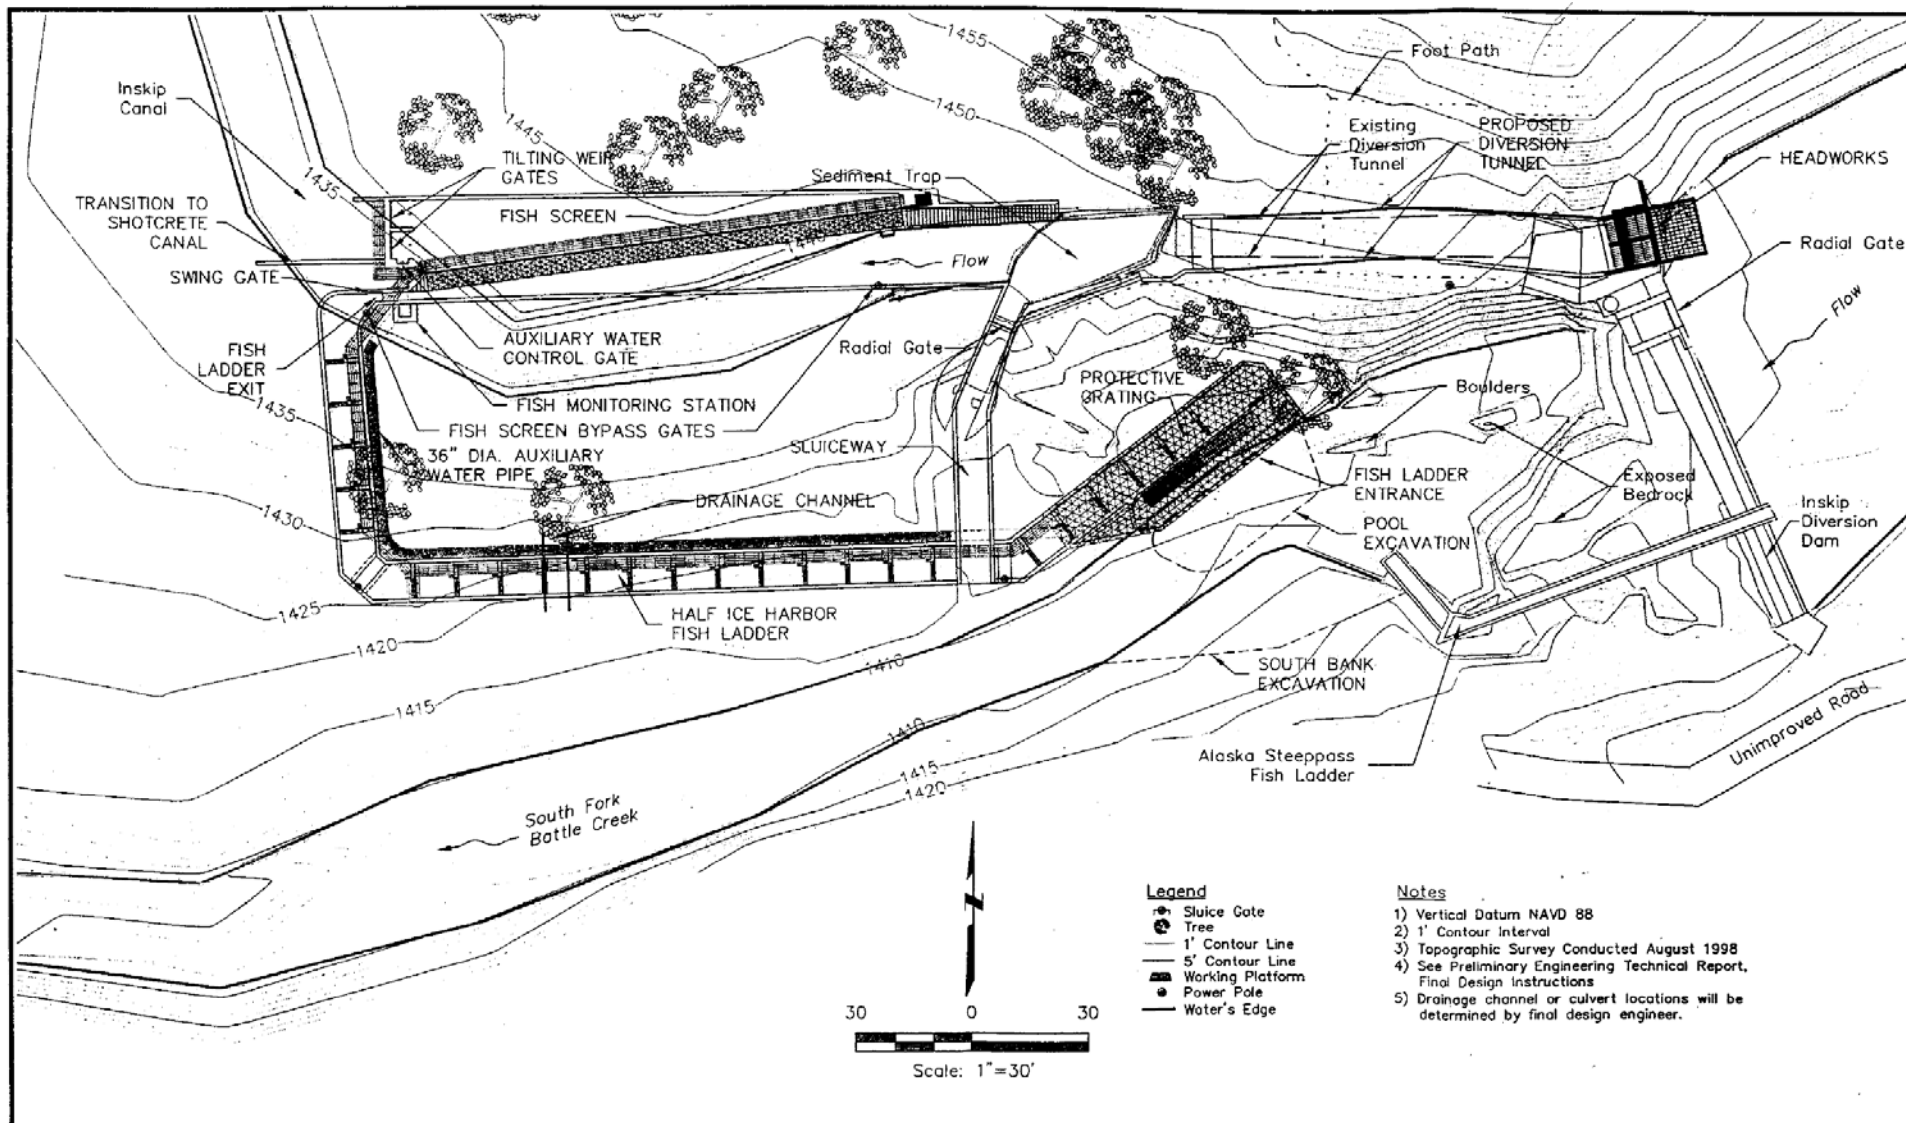 1455
Foot Path
Inskip
Canal
1450
1445
Existing
Diversion
Tunnel
PROPOSED
DIVERSION
TUNNEL
HEADWORKS
TILTING WEIR
GATES
1435
Sediment Trap
TRANSITION TO
SHOTCRETE
CANAL
FISH SCREEN
1440
Radial Gate
Flow
SWING GATE
Flow
AUXILIARY WATER
CONTROL GATE
Radial Gate
FISH
LADDER
EXIT
1435
PROTECTIVE
GRATING
Boulders
FISH MONITORING STATION
FISH SCREEN BYPASS GATES
SLUICEWAY
36" DIA. AUXILIARY
WATER PIPE
FISH LADDER
ENTRANCE
Exposed
Bedrock
DRAINAGE CHANNEL
1430
POOL
EXCAVATION
Inskip
Diversion
Dam
1425
HALF ICE HARBOR
FISH LADDER
1420
1410
SOUTH BANK
EXCAVATION
1415
1410
Unimproved Road
Alaska Steeppass
Fish Ladder
1415
1420
South Fork
Battle Creek
N
Legend
Sluice Gate
Tree
1' Contour Line
5' Contour Line
Working Platform
Power Pole
Water's Edge
Notes
1) Vertical Datum NAVD 88
2) 1' Contour Interval
3) Topographic Survey Conducted August 1998
4) See Preliminary Engineering Technical Report,
Final Design Instructions
5) Drainage channel or culvert locations will be
determined by final design engineer.
30 0 30
Scale: 1"=30'